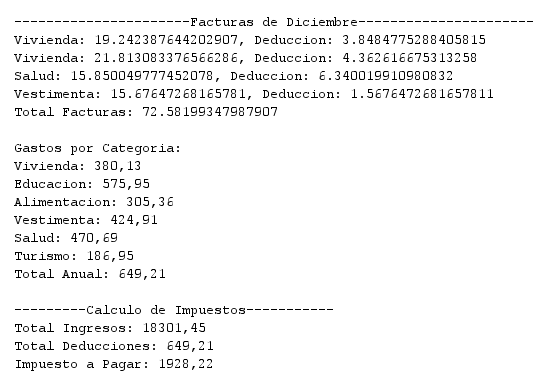 ----------------------Facturas de Diciembre----------------------
Vivienda: 19.242387644202907, Deduccion: 3.8484775288405815
Vivienda: 21.813083376566286, Deduccion: 4.362616675313258
Salud: 15.850049777452078, Deduccion: 6.340019910980832
Vestimenta: 15.67647268165781, Deduccion: 1.5676472681657811
Total Facturas: 72.58199347987907
Gastos por Categoria:
Vivienda: 380,13
Educacion: 575,95
Alimentacion: 305,36
Vestimenta: 424,91
Salud: 470,69
Turismo: 186,95
Total Anual: 649,21
---------Calculo de Impuestos-----------
Total Ingresos: 18301,45
Total Deducciones: 649,21
Impuesto a Pagar: 1928,22